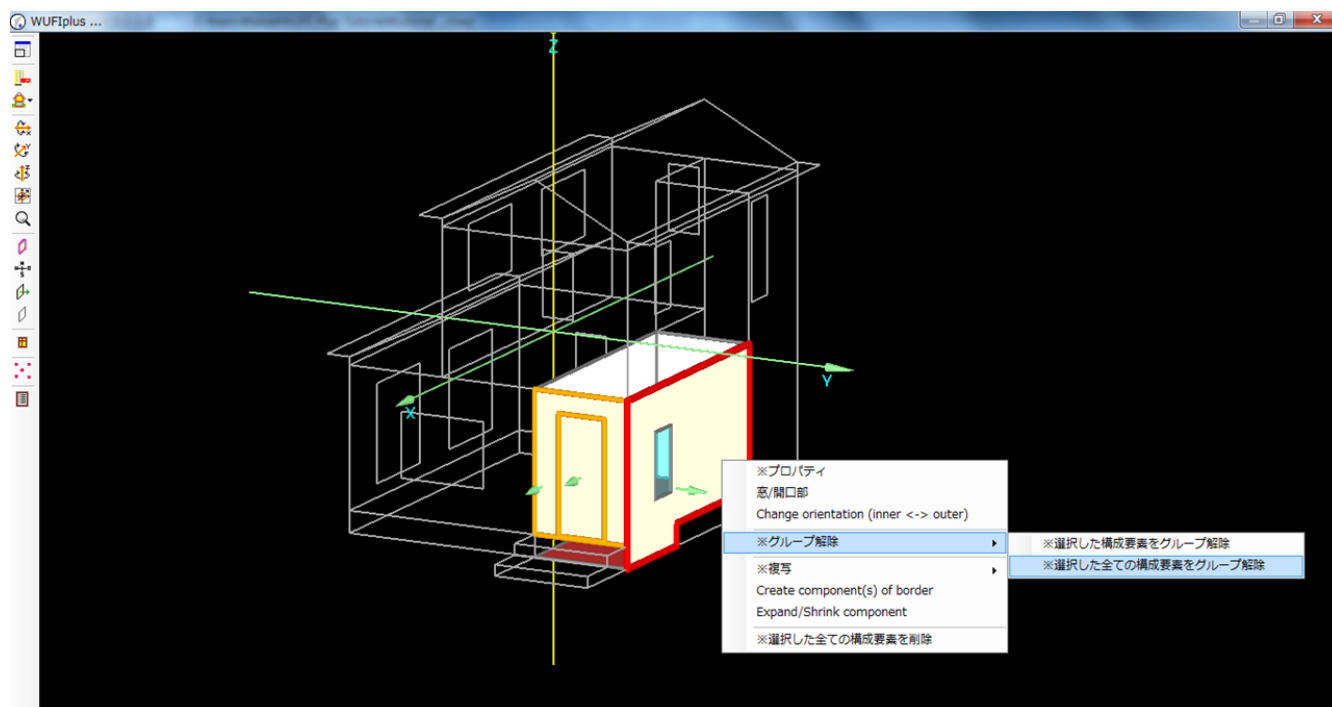 WUFIplus ...
Z
Y
X
※プロパティ
窓/開口部
Change orientation (inner <-> outer)
※グループ解除
※選択した構成要素をグループ解除
※選択した全ての構成要素をグループ解除
※複写
Create component(s) of border
Expand/Shrink component
※選択した全ての構成要素を削除